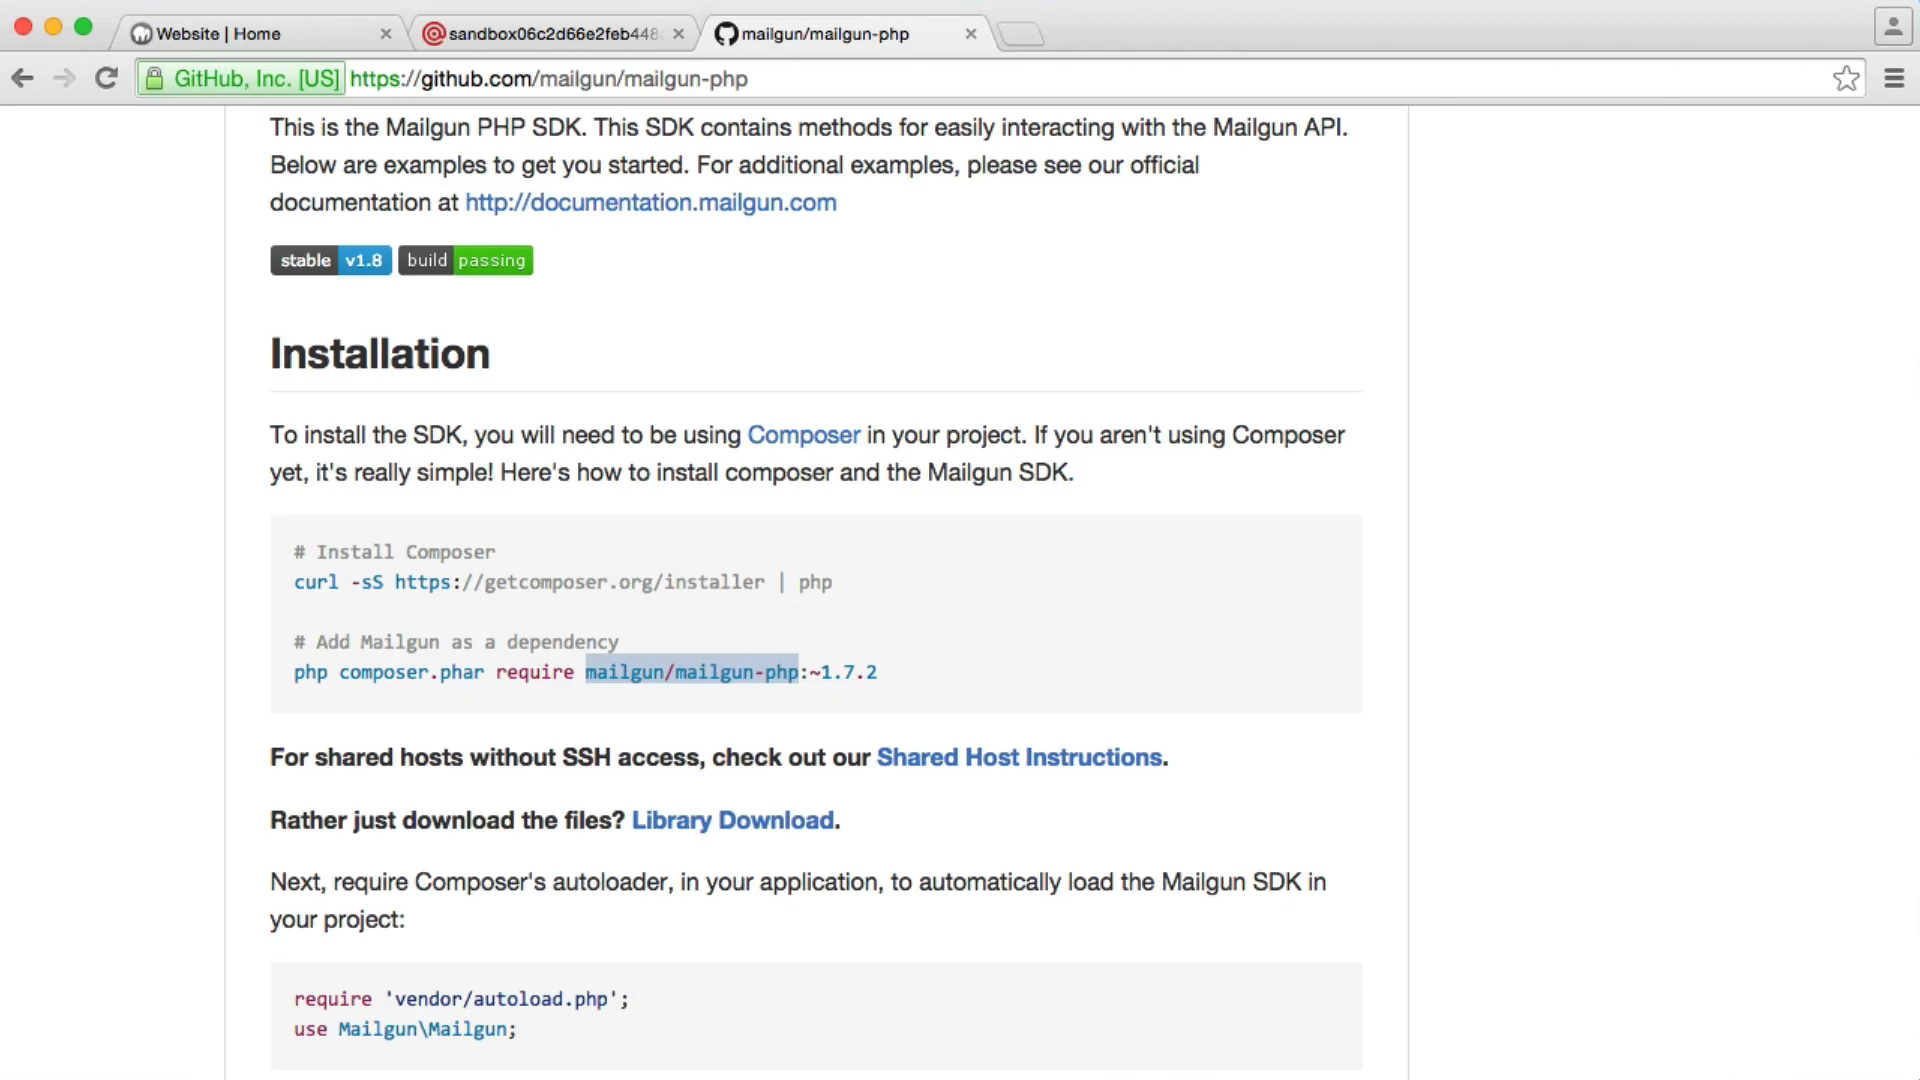 Website | Home
sandbox06c2d66e2feb448
mailgun/mailgun-php
GitHub, Inc. [US]
https://github.com/mailgun/mailgun-php
This is the Mailgun PHP SDK. This SDK contains methods for easily interacting with the Mailgun API.
Below are examples to get you started. For additional examples, please see our official
documentation at http://documentation.mailgun.com
stable v1.8 build passing
Installation
To install the SDK, you will need to be using Composer in your project. If you aren't using Composer
yet, it's really simple! Here's how to install composer and the Mailgun SDK.
# Install Composer
curl -sS https://getcomposer.org/installer | php
# Add Mailgun as a dependency
php composer.phar require mailgun/mailgun-php:~1.7.2
For shared hosts without SSH access, check out our Shared Host Instructions.
Rather just download the files? Library Download.
Next, require Composer's autoloader, in your application, to automatically load the Mailgun SDK in
your project:
require 'vendor/autoload.php';
use Mailgun\Mailgun;